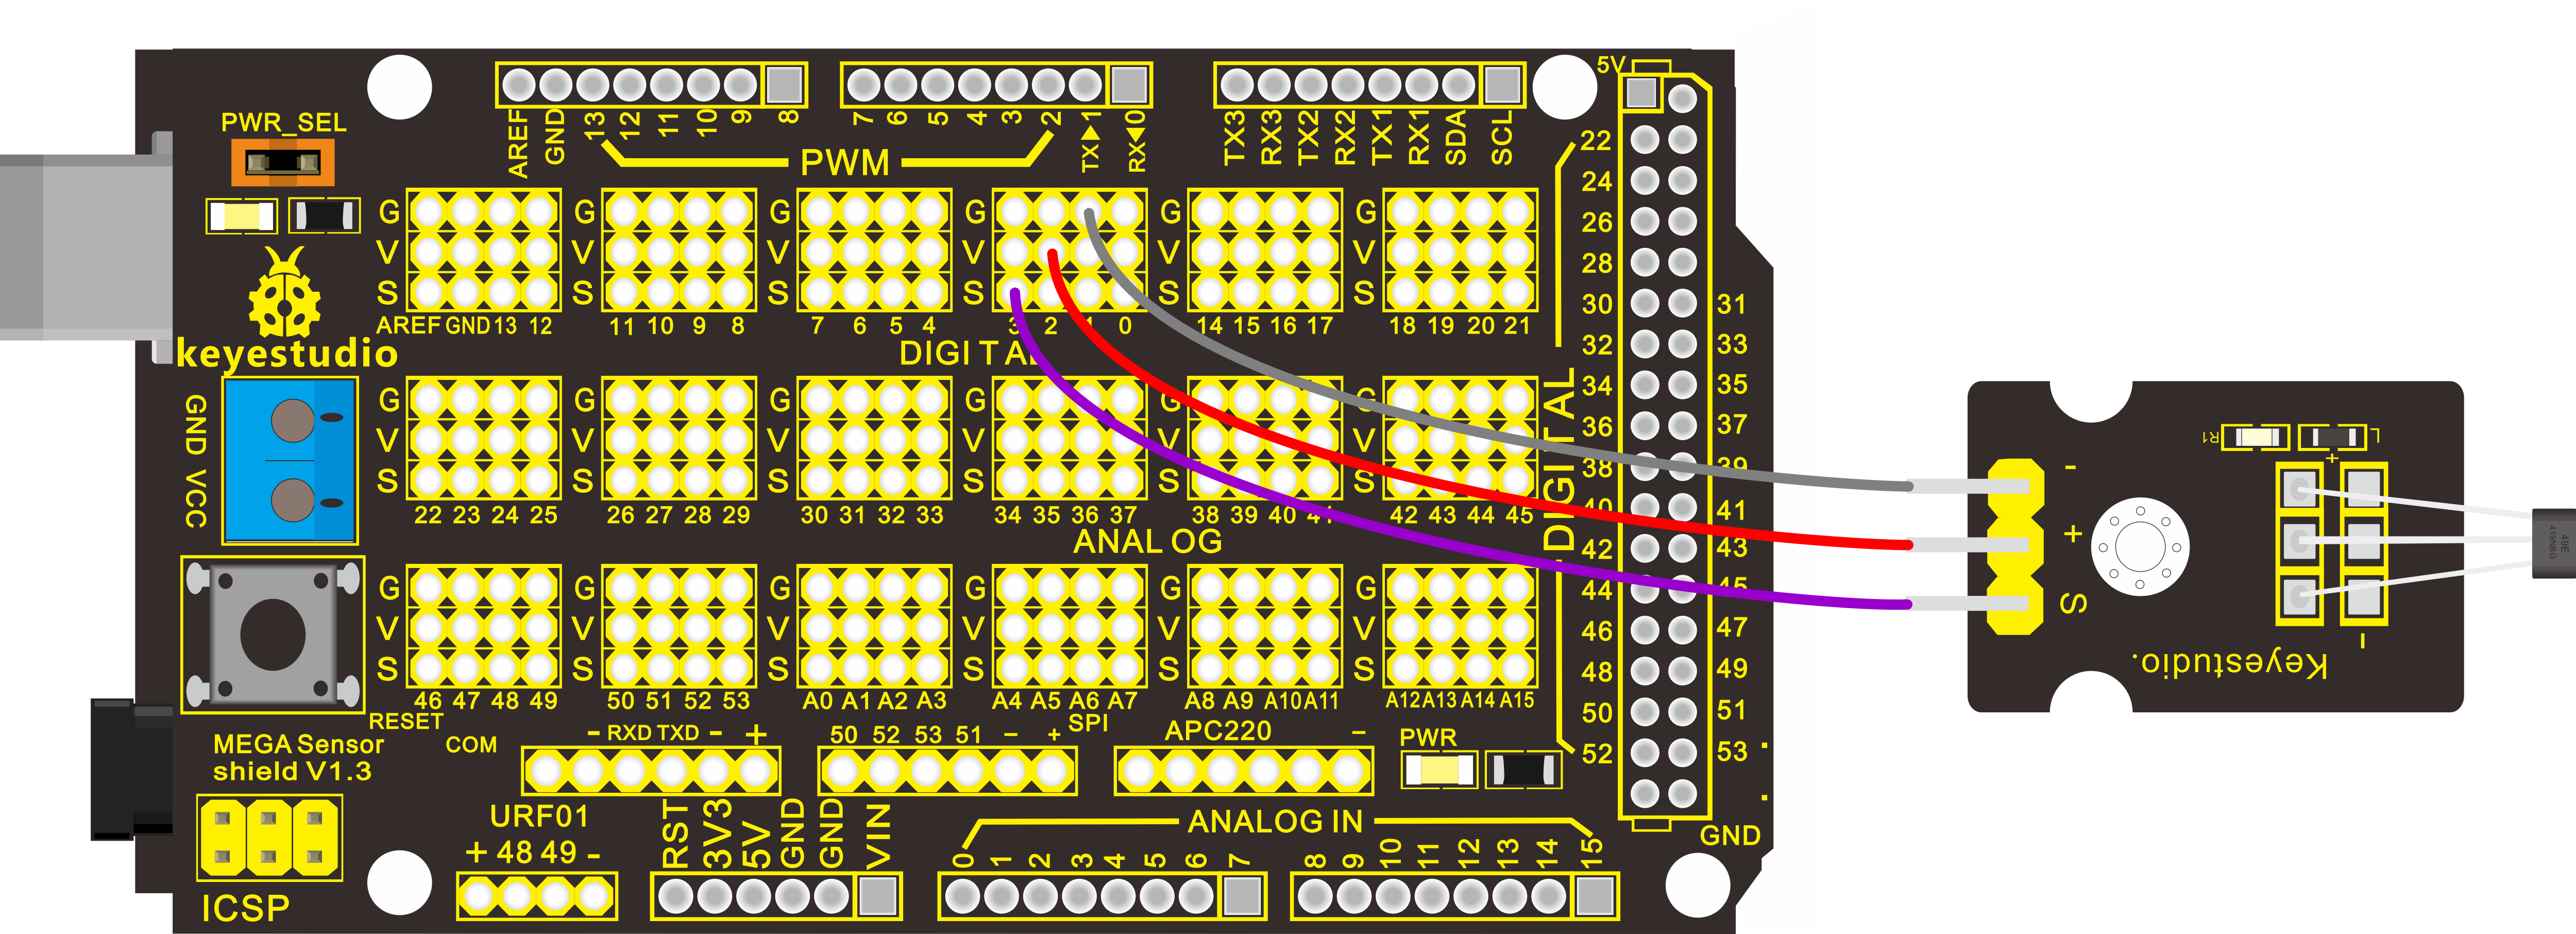 5V
PWR_SEL
AREF GND 13 12 11 10 9 8
7 6 5 4 3 2 TX▶1 RX◀0
TX3 RX3 TX2 RX2 TX1 RX1 SDA SCL
PWM
G G G G G G
V V V V V V
S S S S S S
AREF GND 13 12
11 10 9 8
7 6 5 4
3 2 1 0
14 15 16 17
18 19 20 21
keyestudio
DIGITAL
GND VCC
G G G G G G
V V V V V V
S S S S S S
22 23 24 25
26 27 28 29
30 31 32 33
34 35 36 37
38 39 40 41
42 43 44 45
ANALOG
G G G G G G
V V V V V V
S S S S S S
46 47 48 49
50 51 52 53
A0 A1 A2 A3
A4 A5 A6 A7
A8 A9 A10 A11
A12 A13 A14 A15
RESET
MEGA Sensor
shield V1.3
COM
- RXD TXD - +
SPI
50 52 53 51 - +
APC220 -
PWR
ICSP
URF01
+ 48 49 -
RST 3V3 5V GND GND VIN
ANALOG IN
0 1 2 3 4 5 6 7
8 9 10 11 12 13 14 15
DIGITAL
22
24
26
28
30 31
32 33
34 35
36 37
38 39
40 41
42 43
44 45
46 47
48 49
50 51
52 53
GND
-
+
S
R1 L
+
-
Keyestudio.
49E
419NBG